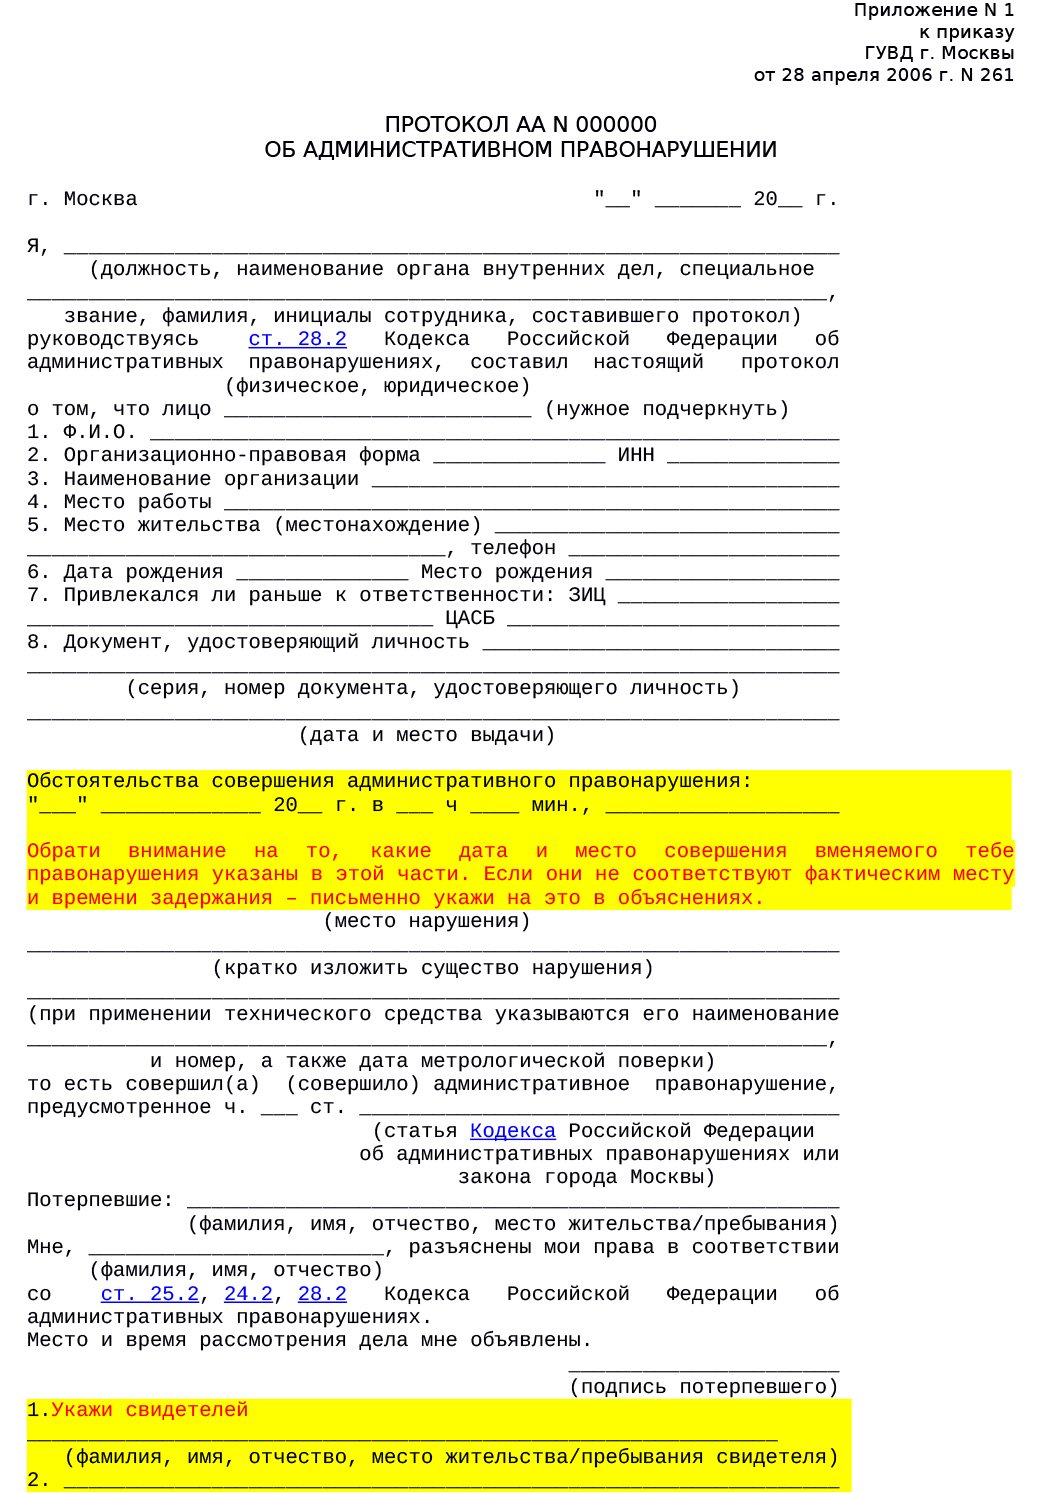 Приложение N 1
к приказу
ГУВД г. Москвы
от 28 апреля 2006 г. N 261
ПРОТОКОЛ АА N 000000
ОБ АДМИНИСТРАТИВНОМ ПРАВОНАРУШЕНИИ
г. Москва "__" _______ 20__ г.
Я, _______________________________________________________________
(должность, наименование органа внутренних дел, специальное
_________________________________________________________________,
звание, фамилия, инициалы сотрудника, составившего протокол)
руководствуясь ст. 28.2 Кодекса Российской Федерации об
административных правонарушениях, составил настоящий протокол
(физическое, юридическое)
о том, что лицо _________________________ (нужное подчеркнуть)
1. Ф.И.О. ________________________________________________________
2. Организационно-правовая форма ______________ ИНН ______________
3. Наименование организации ______________________________________
4. Место работы __________________________________________________
5. Место жительства (местонахождение) ____________________________
__________________________________, телефон ______________________
6. Дата рождения ______________ Место рождения ___________________
7. Привлекался ли раньше к ответственности: ЗИЦ __________________
_________________________________ ЦАСБ ___________________________
8. Документ, удостоверяющий личность _____________________________
__________________________________________________________________
(серия, номер документа, удостоверяющего личность)
__________________________________________________________________
(дата и место выдачи)
Обстоятельства совершения административного правонарушения:
"___" _____________ 20__ г. в ___ ч ____ мин., ___________________
Обрати внимание на то, какие дата и место совершения вменяемого тебе
правонарушения указаны в этой части. Если они не соответствуют фактическим месту
и времени задержания – письменно укажи на это в объяснениях.
(место нарушения)
__________________________________________________________________
(кратко изложить существо нарушения)
__________________________________________________________________
(при применении технического средства указываются его наименование
_________________________________________________________________,
и номер, а также дата метрологической поверки)
то есть совершил(а) (совершило) административное правонарушение,
предусмотренное ч. ___ ст. _______________________________________
(статья Кодекса Российской Федерации
об административных правонарушениях или
закона города Москвы)
Потерпевшие: _____________________________________________________
(фамилия, имя, отчество, место жительства/пребывания)
Мне, ________________________, разъяснены мои права в соответствии
(фамилия, имя, отчество)
со ст. 25.2, 24.2, 28.2 Кодекса Российской Федерации об
административных правонарушениях.
Место и время рассмотрения дела мне объявлены.
______________________
(подпись потерпевшего)
1.Укажи свидетелей
_____________________________________________________________
(фамилия, имя, отчество, место жительства/пребывания свидетеля)
2. _______________________________________________________________